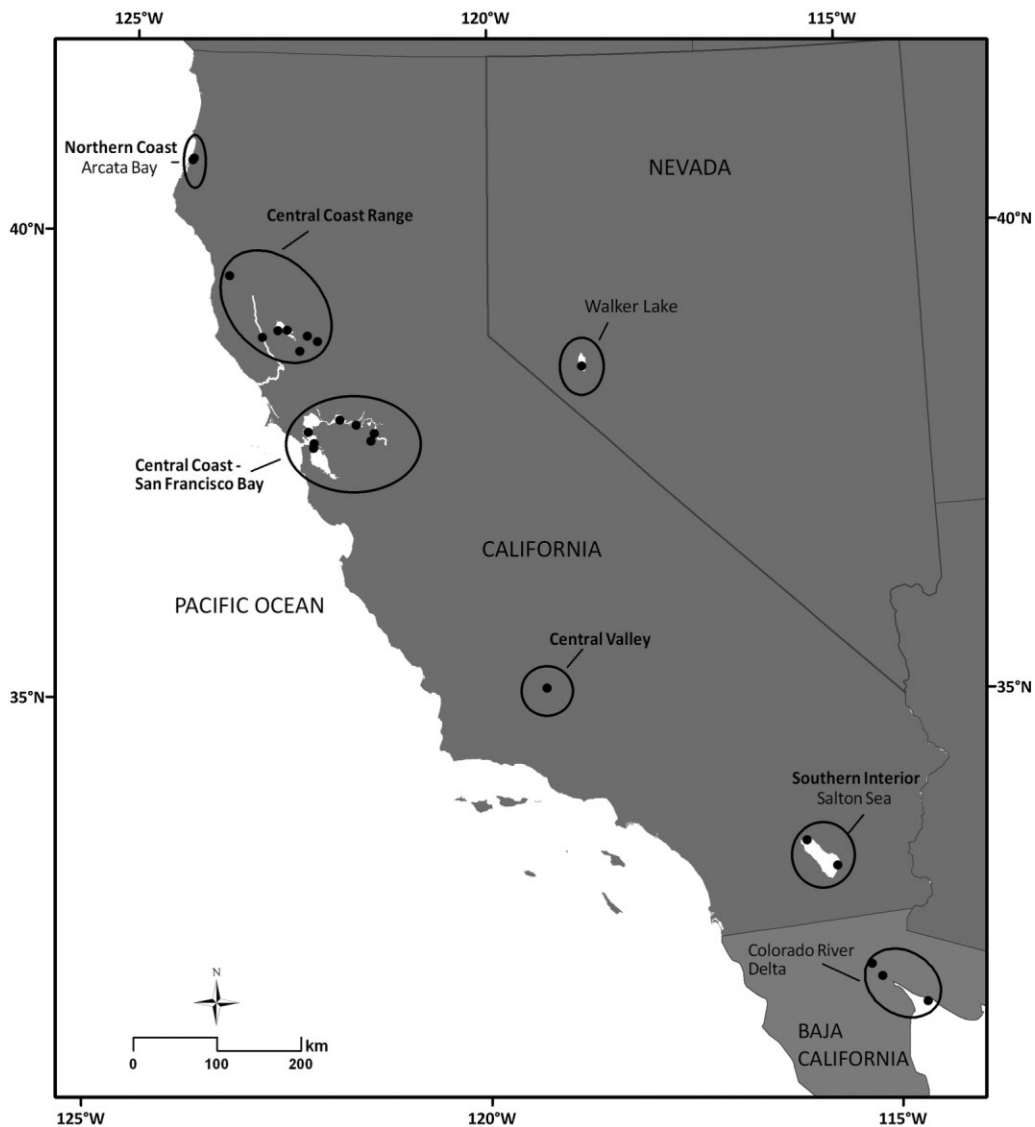 125°W
120°W
115°W
NEVADA
Northern Coast
Arcata Bay
Central Coast Range
40°N
40°N
Walker Lake
Central Coast -
San Francisco Bay
CALIFORNIA
PACIFIC OCEAN
Central Valley
35°N
35°N
Southern Interior
Salton Sea
Colorado River
Delta
N
BAJA
CALIFORNIA
km
0
100
200
125°W
120°W
115°W